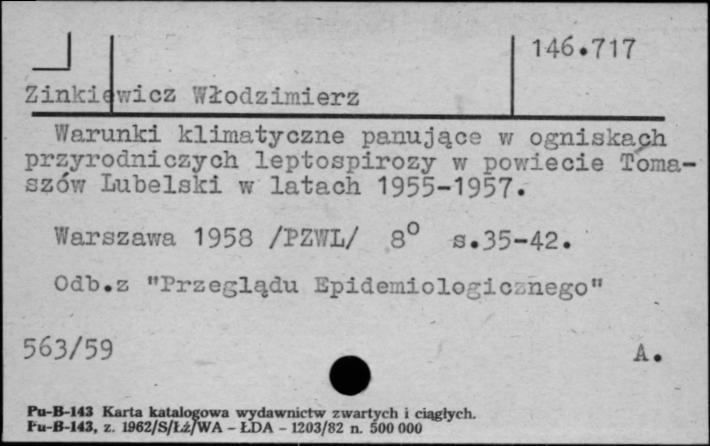 146.717
Zinkiewicz Włodzimierz
Warunki klimatyczne panujące w ogniskach
przyrodniczych leptospirozy w powiecie Toma-
szów Lubelski w latach 1955-1957.
Warszawa 1958 /PZWL/ 8° s.35-42.
Odb.z "Przeglądu Epidemiologicznego"
563/59 A.
Pu-B-143 Karta katalogowa wydawnictw zwartych i ciągłych.
Pu-B-143, z. 1962/S/Łż/WA - ŁDA - 1203/82 n. 500 000